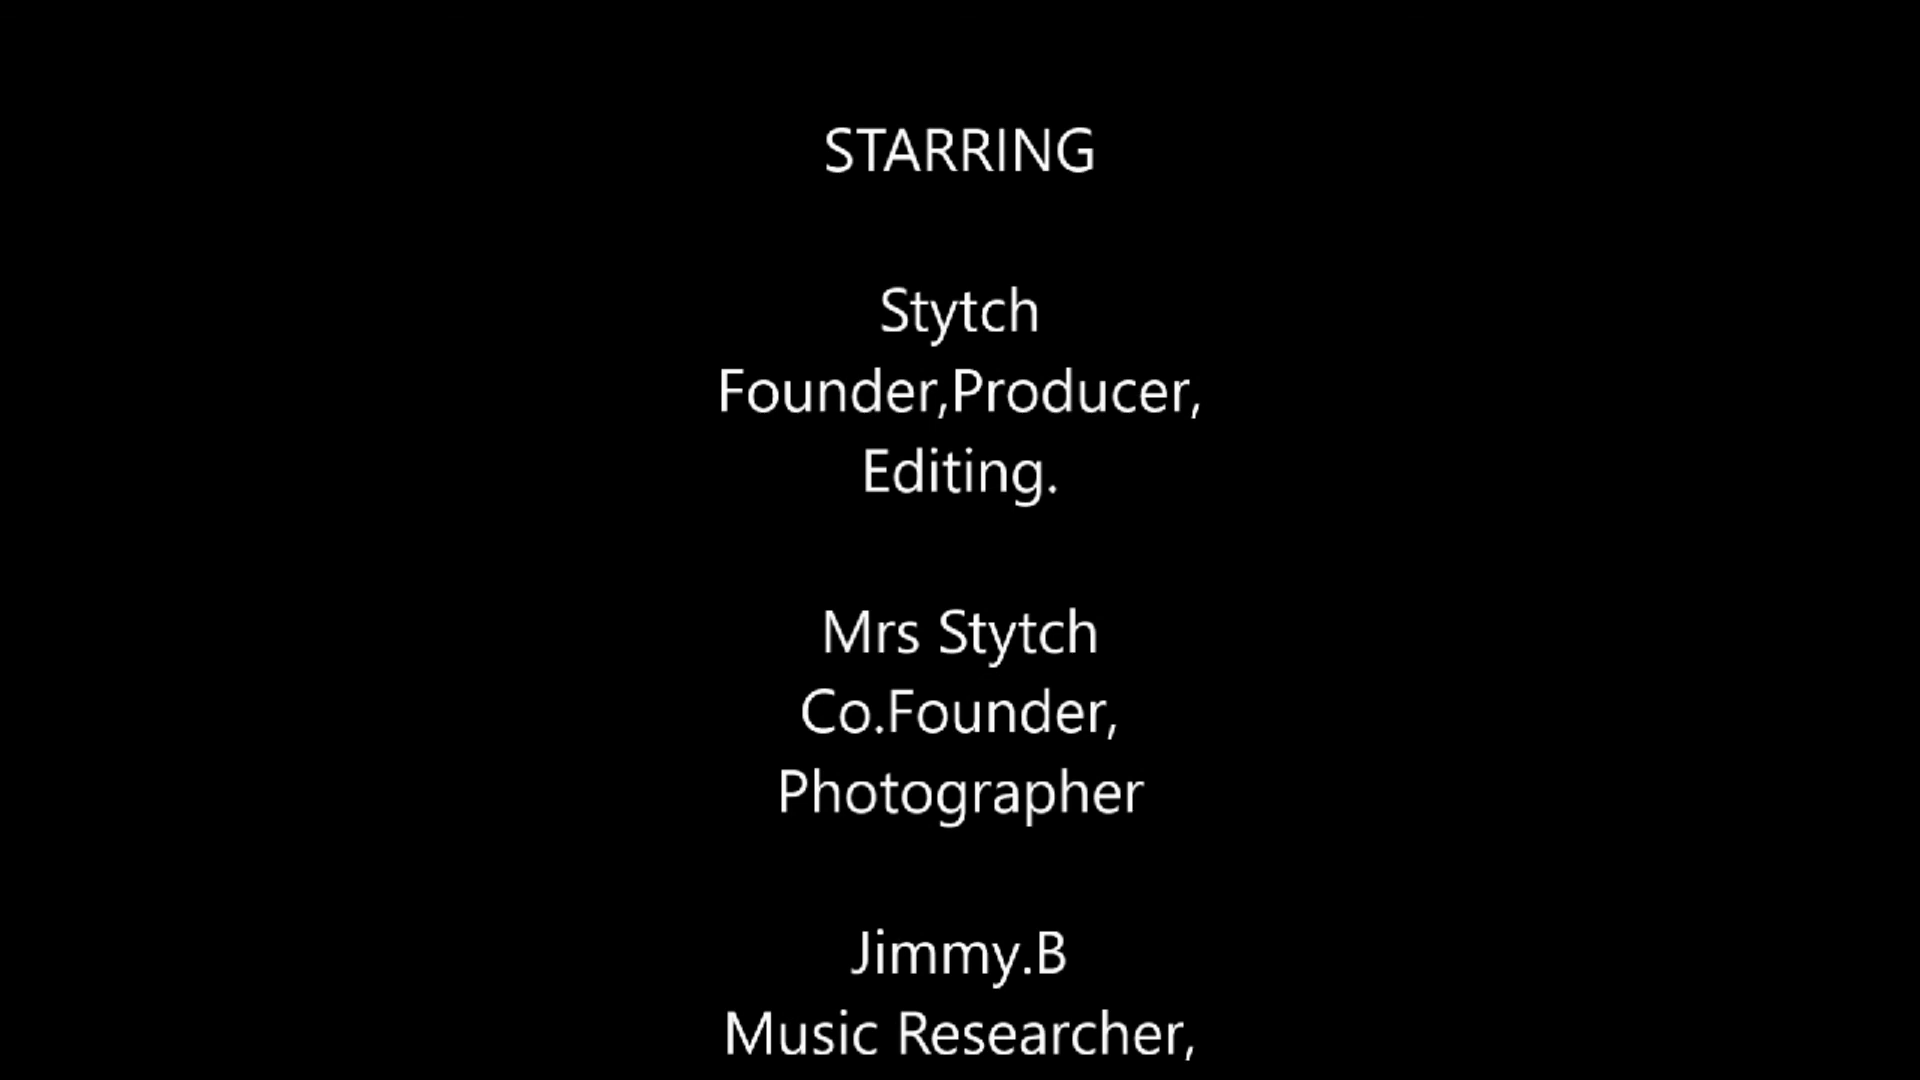 STARRING
Stytch
Founder,Producer,
Editing.
Mrs Stytch
Co.Founder,
Photographer
Jimmy.B
Music Researcher,